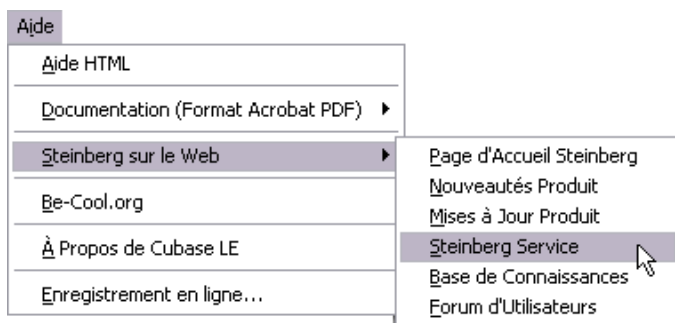 Aide
Aide HTML
Documentation (Format Acrobat PDF)
Steinberg sur le Web
Be-Cool.org
À Propos de Cubase LE
Enregistrement en ligne...
Page d'Accueil Steinberg
Nouveautés Produit
Mises à Jour Produit
Steinberg Service
Base de Connaissances
Forum d'Utilisateurs